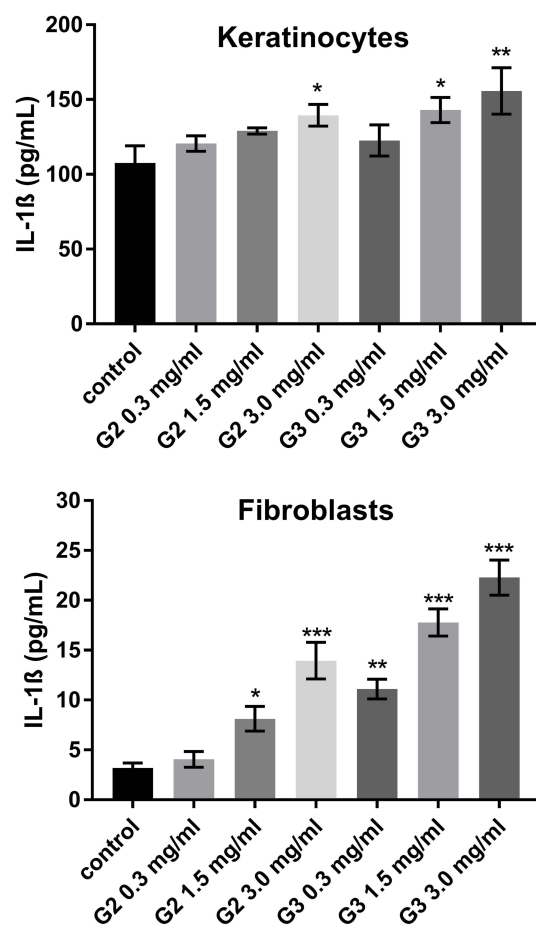 Keratinocytes
IL-1ß (pg/mL)
200
150
100
50
0
*
*
**
control
G2 0.3 mg/ml
G2 1.5 mg/ml
G2 3.0 mg/ml
G3 0.3 mg/ml
G3 1.5 mg/ml
G3 3.0 mg/ml
Fibroblasts
IL-1ß (pg/mL)
30
25
20
15
10
5
0
*
***
**
***
***
control
G2 0.3 mg/ml
G2 1.5 mg/ml
G2 3.0 mg/ml
G3 0.3 mg/ml
G3 1.5 mg/ml
G3 3.0 mg/ml